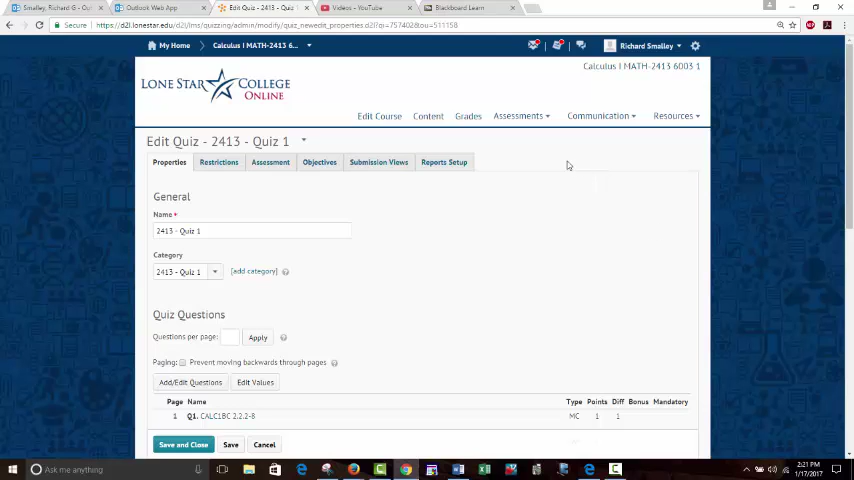 Smalley, Richard G - Out
Outlook Web App
Edit Quiz - 2413 - Quiz 1
Videos - YouTube
Blackboard Learn
Secure https://d2l.lonestar.edu/d2l/lms/quizzing/admin/modify/quiz_newedit_properties.d2l?qi=757402&ou=511158
My Home Calculus I MATH-2413 6... Richard Smalley
Calculus I MATH-2413 6003 1
LONE STAR COLLEGE
ONLINE
Edit Course Content Grades Assessments Communication Resources
Edit Quiz - 2413 - Quiz 1
Properties Restrictions Assessment Objectives Submission Views Reports Setup
General
Name *
2413 - Quiz 1
Category
2413 - Quiz 1 [add category]
Quiz Questions
Questions per page: Apply
Paging: Prevent moving backwards through pages
Add/Edit Questions Edit Values
Page Name Type Points Diff Bonus Mandatory
1 Q1. CALC1BC 2.2.2-8 MC 1 1
Save and Close Save Cancel
Ask me anything
2:21 PM
1/17/2017